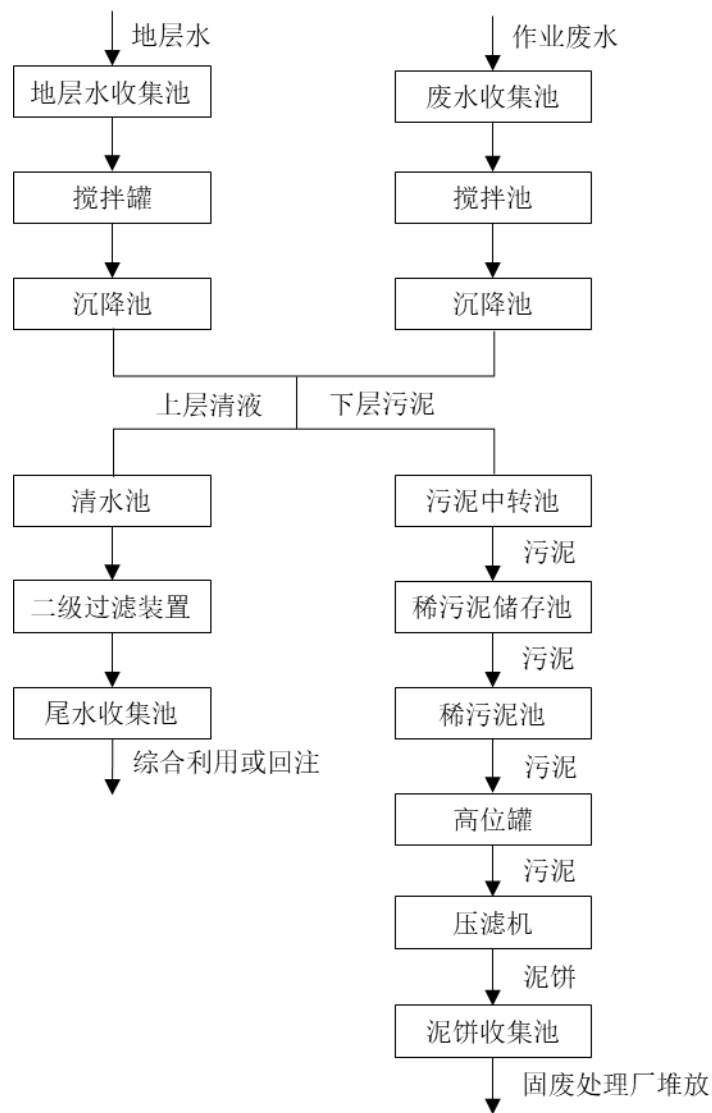 地层水
作业废水
地层水收集池
废水收集池
搅拌罐
搅拌池
沉降池
沉降池
上层清液
下层污泥
清水池
污泥中转池
污泥
二级过滤装置
稀污泥储存池
污泥
尾水收集池
稀污泥池
综合利用或回注
污泥
高位罐
污泥
压滤机
泥饼
泥饼收集池
固废处理厂堆放